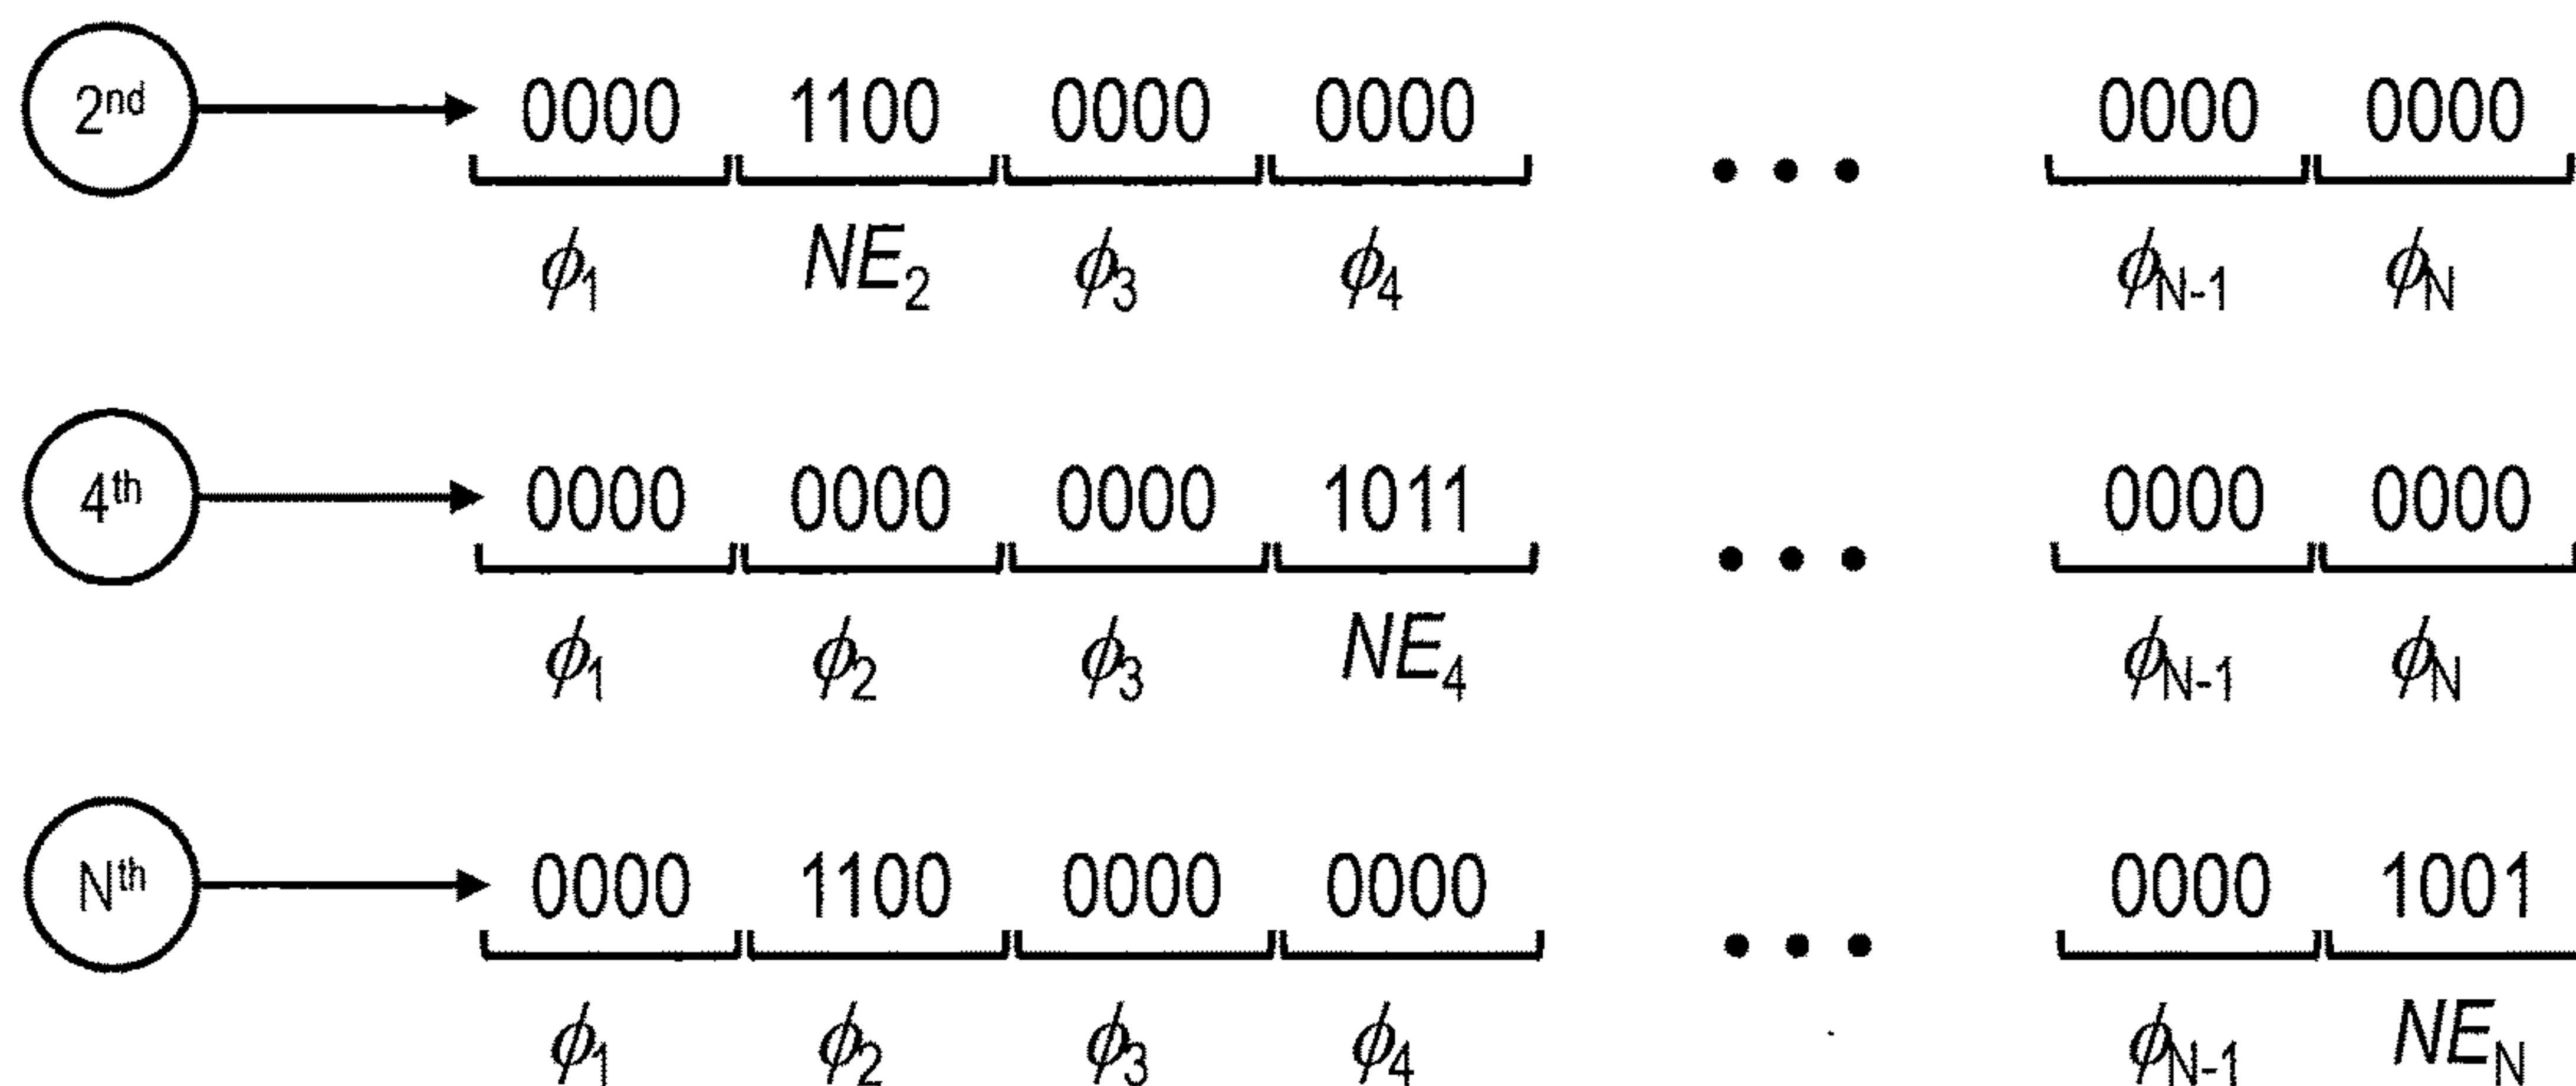 2nd 0000 1100 0000 0000 • • • 0000 0000
ϕ1 NE2 ϕ3 ϕ4 ϕN-1 ϕN
4th 0000 0000 0000 1011 • • • 0000 0000
ϕ1 ϕ2 ϕ3 NE4 ϕN-1 ϕN
Nth 0000 1100 0000 0000 • • • 0000 1001
ϕ1 ϕ2 ϕ3 ϕ4 ϕN-1 NEN